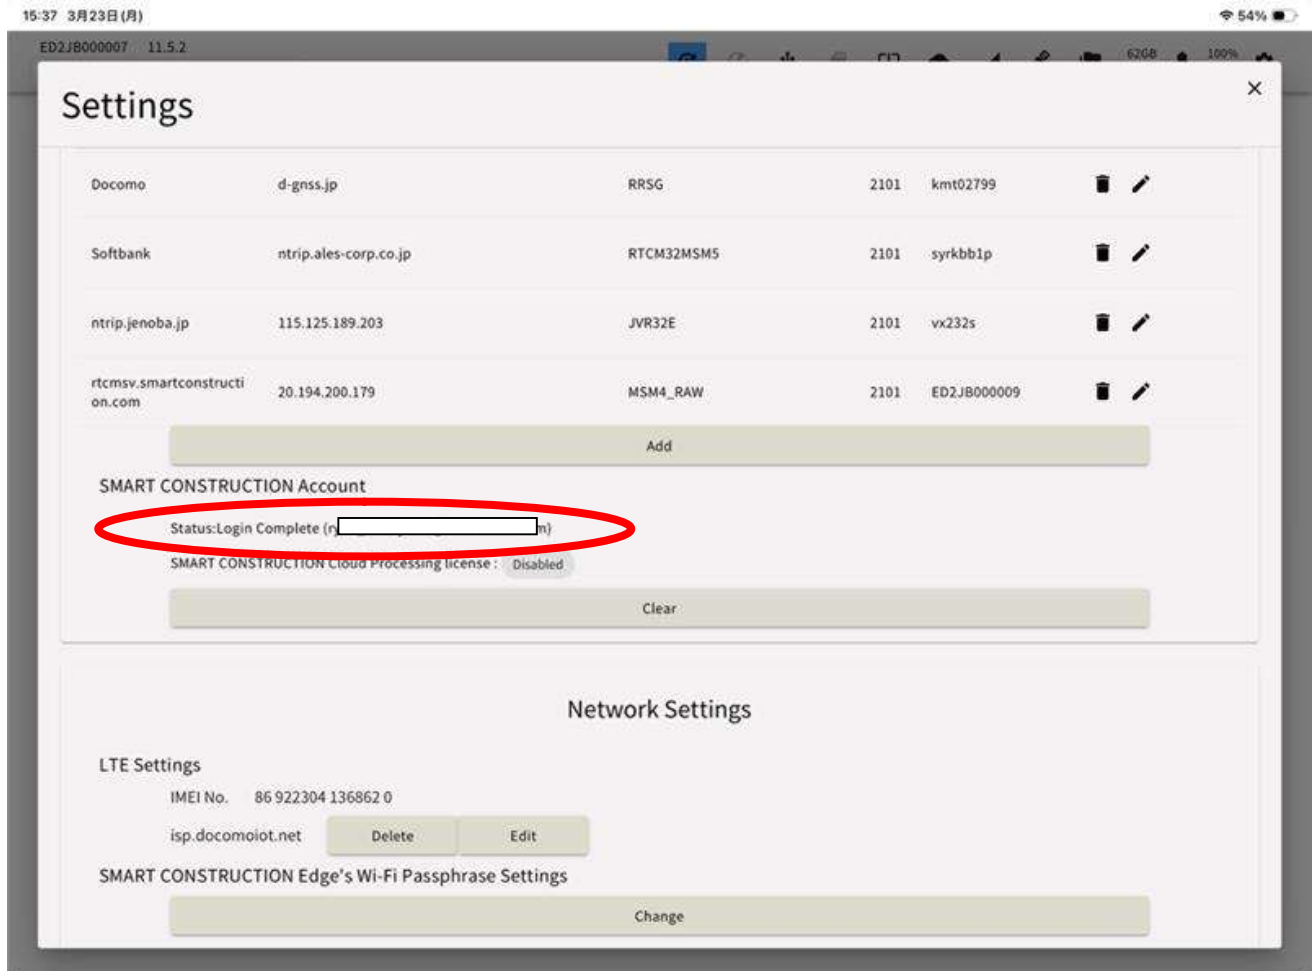 15:37 3月23日(月)
54%
ED2JB000007 11.5.2
62GB 100%
Settings
Docomo d-gnss.jp RRSG 2101 kmt02799
Softbank ntrip.ales-corp.co.jp RTCM32MSM5 2101 syrkbb1p
ntrip.jenoba.jp 115.125.189.203 JVR32E 2101 vx232s
rtcmsv.smartconstructi
on.com 20.194.200.179 MSM4_RAW 2101 ED2JB000009
Add
SMART CONSTRUCTION Account
Status:Login Complete (ry m)
SMART CONSTRUCTION Cloud Processing license : Disabled
Clear
Network Settings
LTE Settings
IMEI No. 86 922304 136862 0
isp.docomoiot.net Delete Edit
SMART CONSTRUCTION Edge's Wi-Fi Passphrase Settings
Change